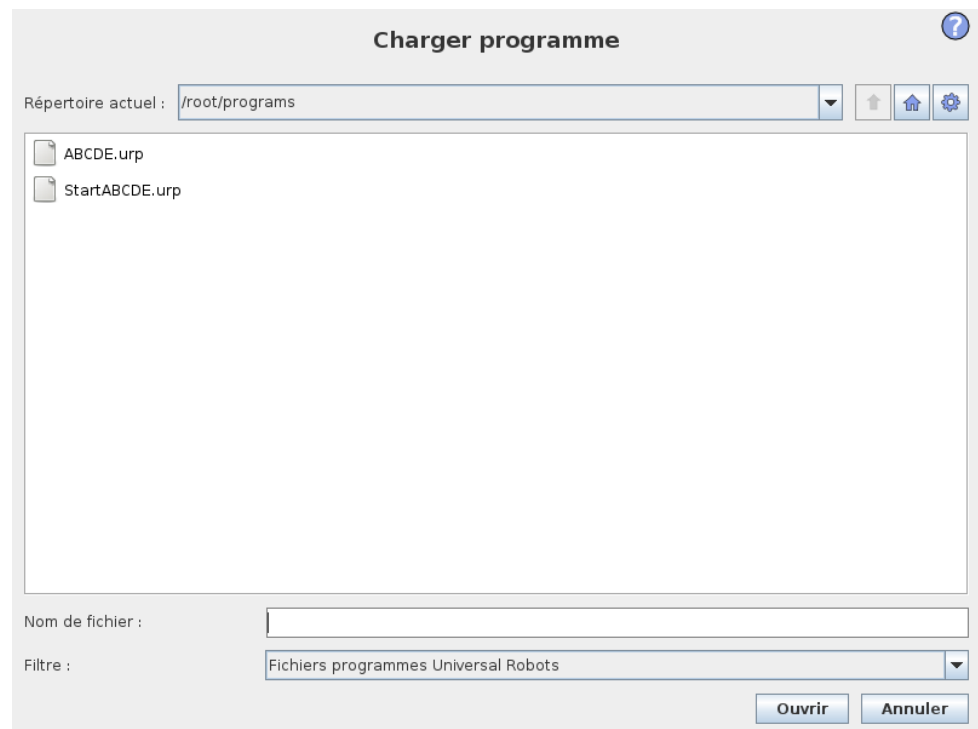 Charger programme
?
Répertoire actuel : /root/programs
ABCDE.urp
StartABCDE.urp
Nom de fichier :
Filtre : Fichiers programmes Universal Robots
Ouvrir Annuler